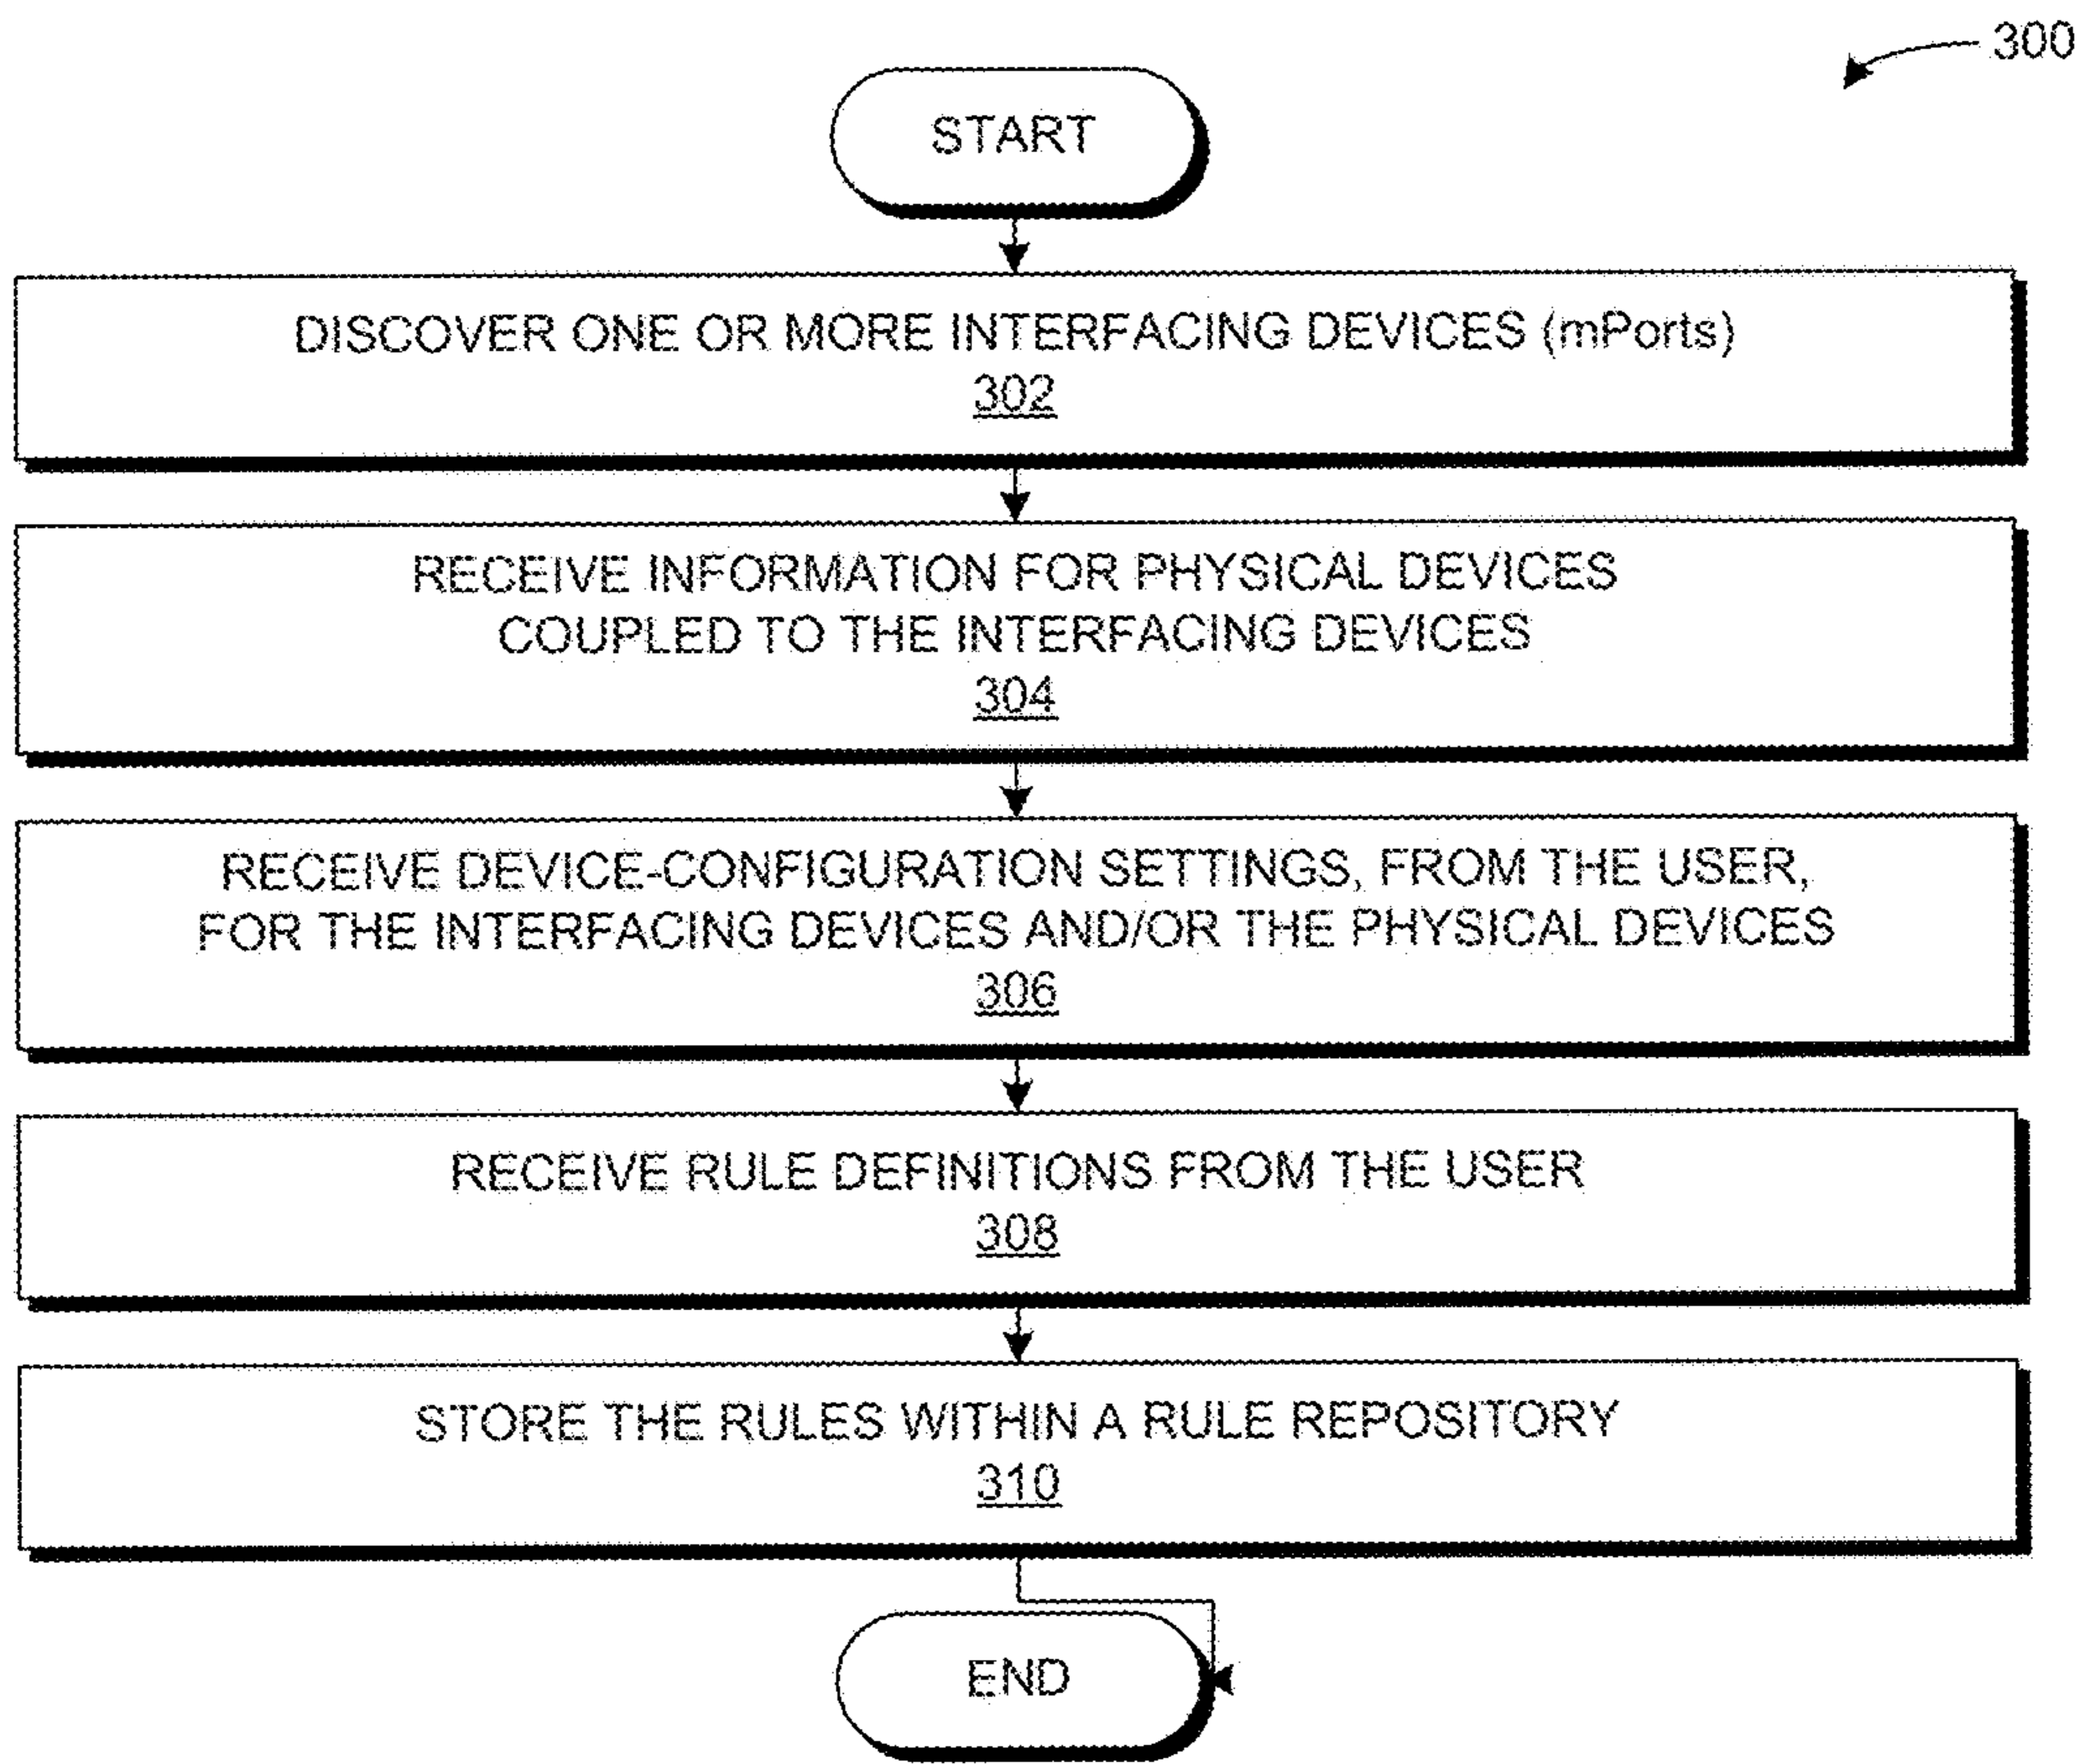 300
START
DISCOVER ONE OR MORE INTERFACING DEVICES (mPorts)
302
RECEIVE INFORMATION FOR PHYSICAL DEVICES
COUPLED TO THE INTERFACING DEVICES
304
RECEIVE DEVICE-CONFIGURATION SETTINGS, FROM THE USER,
FOR THE INTERFACING DEVICES AND/OR THE PHYSICAL DEVICES
306
RECEIVE RULE DEFINITIONS FROM THE USER
308
STORE THE RULES WITHIN A RULE REPOSITORY
310
END